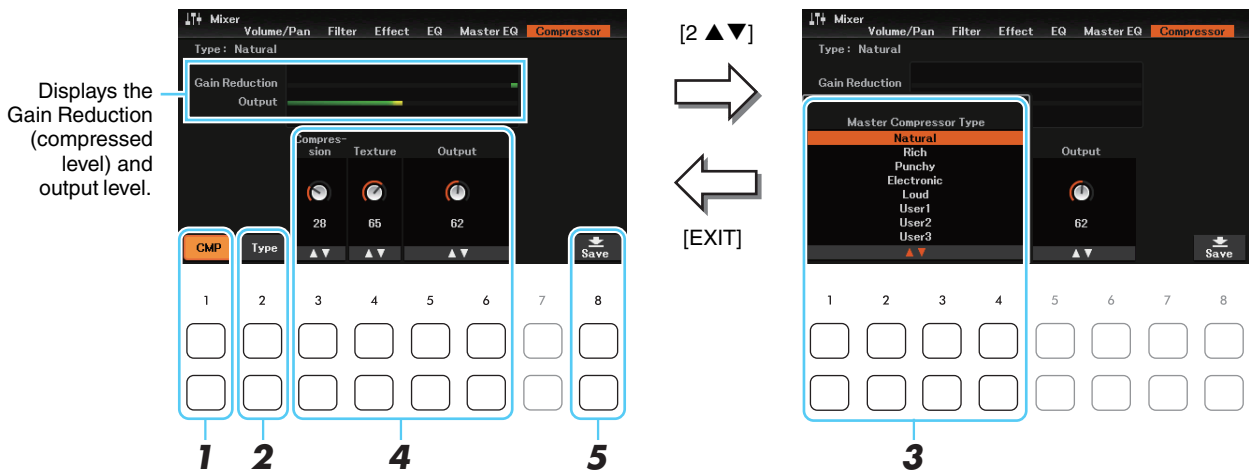 Mixer
Volume/Pan Filter Effect EQ Master EQ Compressor
Type: Natural
Gain Reduction
Output
Displays the
Gain Reduction
(compressed
level) and
output level.
Compres-
sion Texture Output
28 65 62
CMP Type ▲▼ ▲▼ ▲▼ Save
1 2 3 4 5 6 7 8
1 2 4 5
[2 ▲▼]
[EXIT]
Mixer
Volume/Pan Filter Effect EQ Master EQ Compressor
Type: Natural
Gain Reduction
Master Compressor Type
Natural
Rich
Punchy
Electronic
Loud
User1
User2
User3
▲▼
Output
62
▲▼ Save
1 2 3 4 5 6 7 8
3